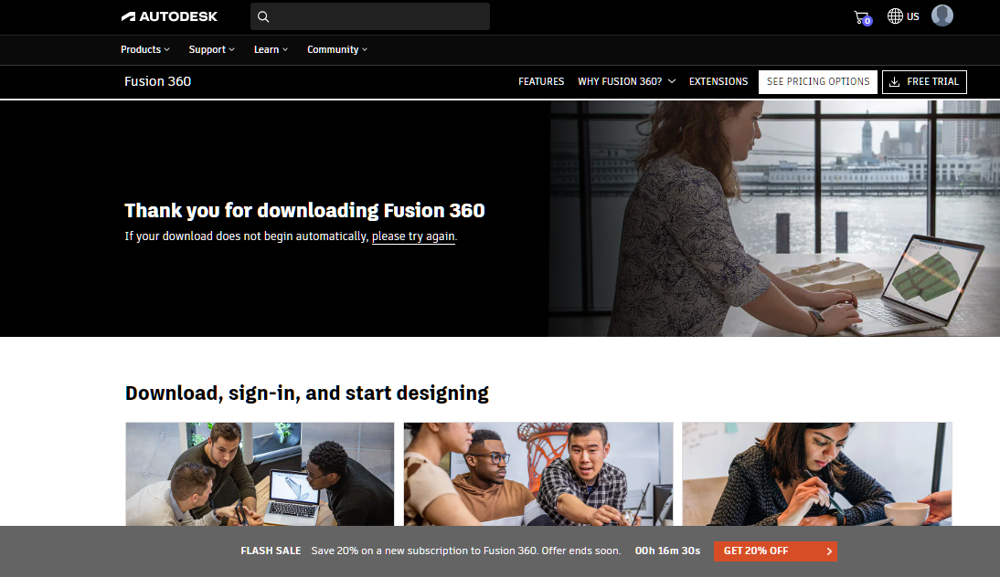 AUTODESK
0
US
Products
Support
Learn
Community
Fusion 360
FEATURES
WHY FUSION 360?
EXTENSIONS
SEE PRICING OPTIONS
FREE TRIAL
Thank you for downloading Fusion 360
If your download does not begin automatically, please try again.
Download, sign-in, and start designing
FLASH SALE Save 20% on a new subscription to Fusion 360. Offer ends soon. 00h 16m 30s
GET 20% OFF